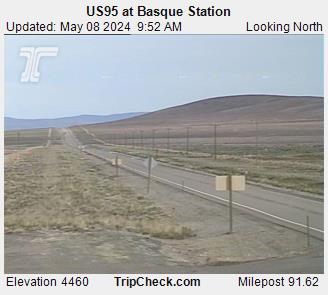 US95 at Basque Station
Updated: May 08 2024 9:52 AM Looking North
Elevation 4460 TripCheck.com Milepost 91.62